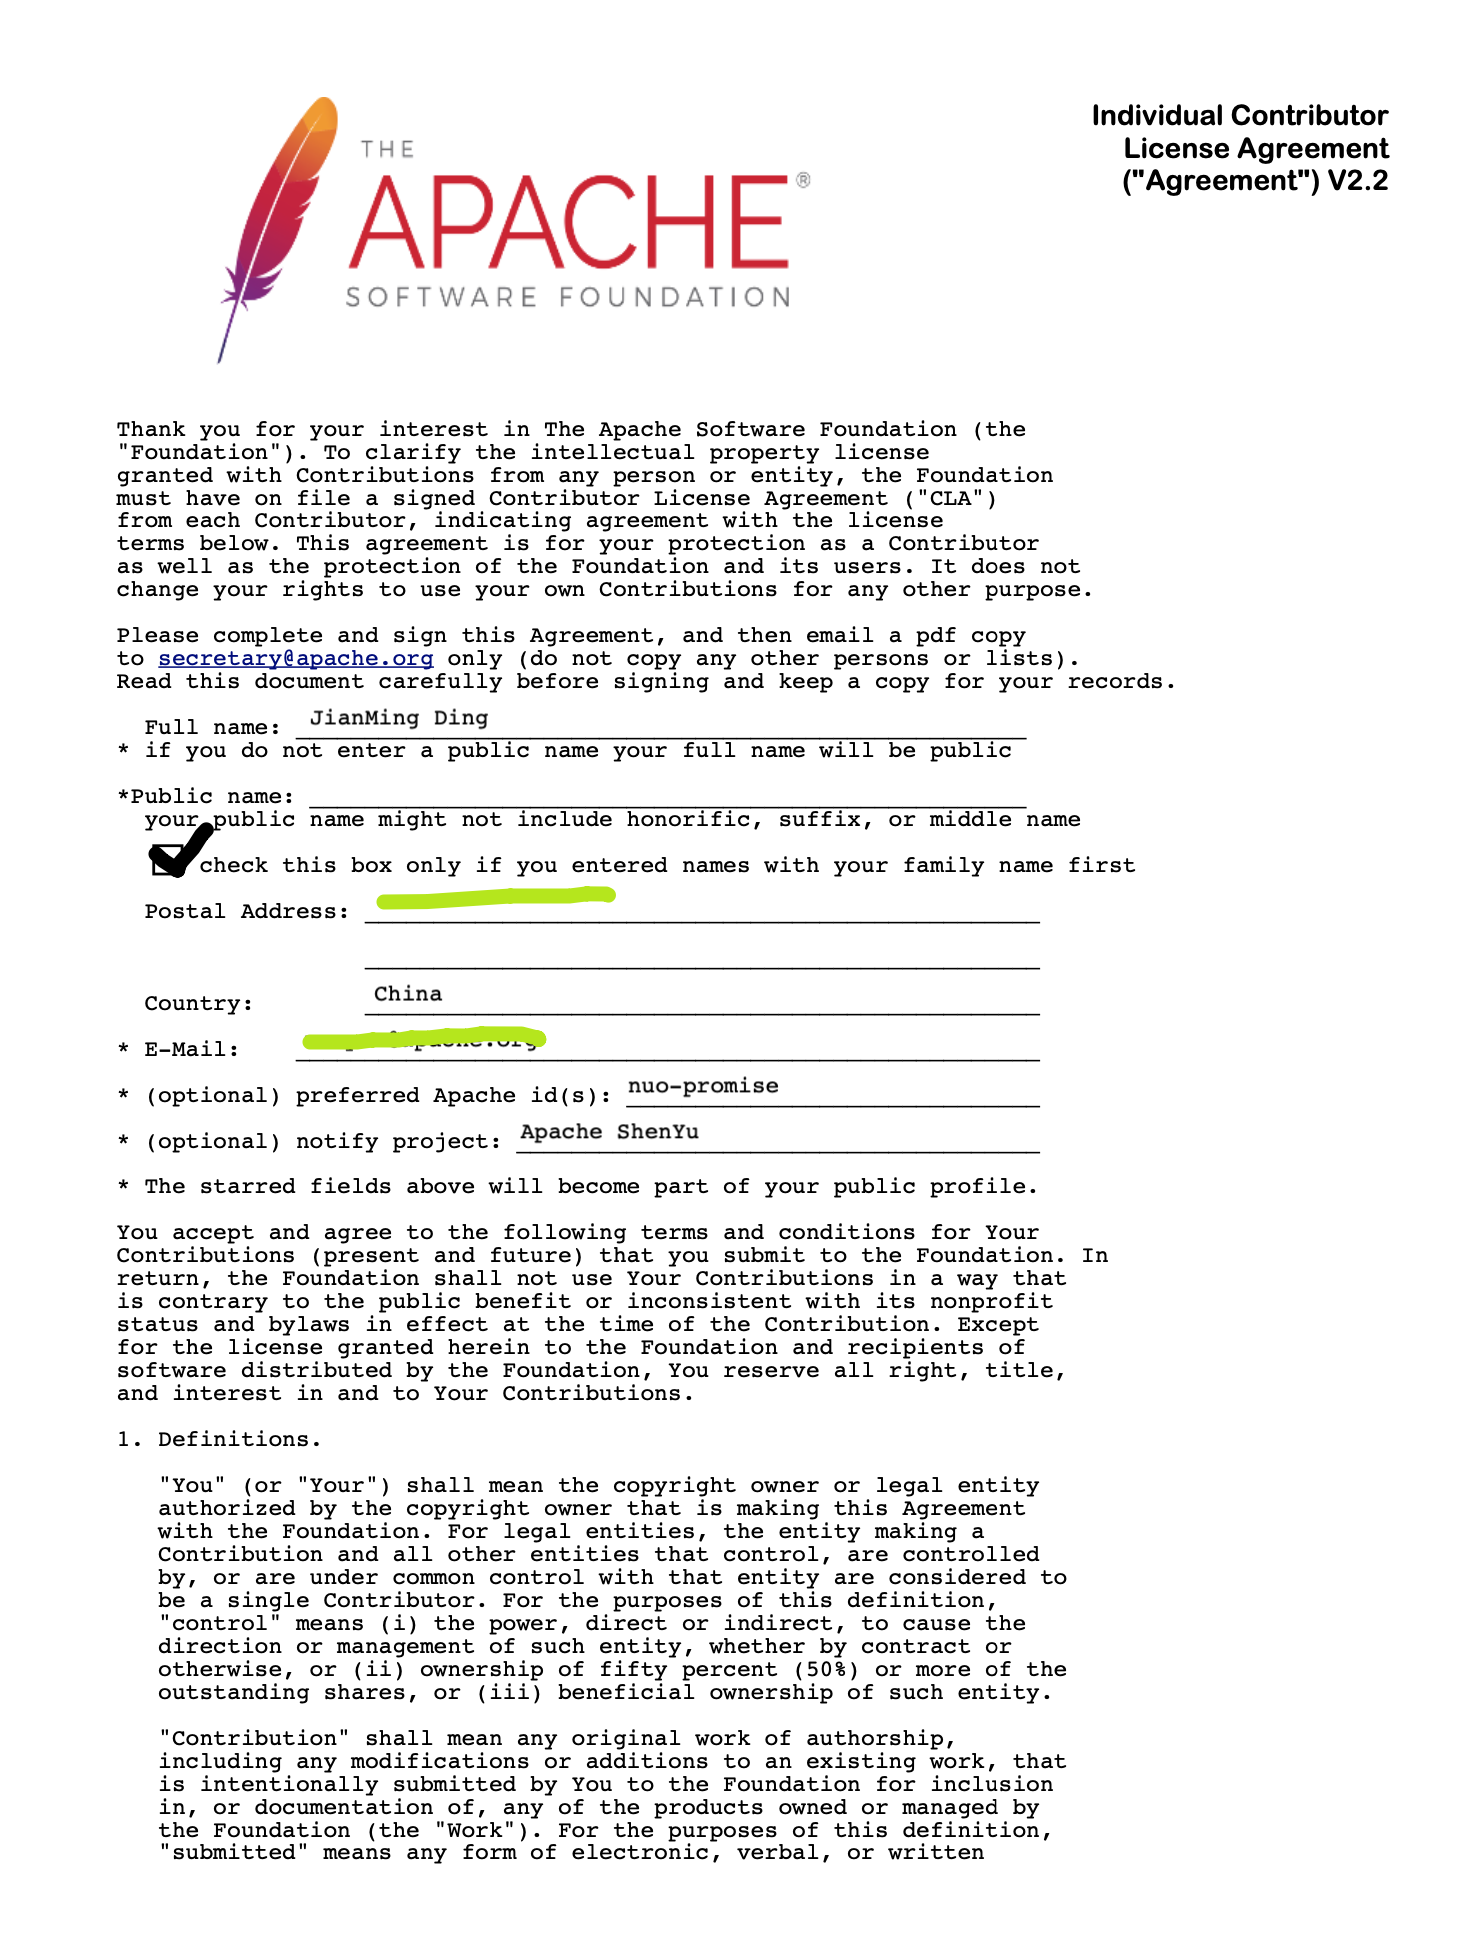 THE
APACHE®
SOFTWARE FOUNDATION
Individual Contributor
License Agreement
("Agreement") V2.2
Thank you for your interest in The Apache Software Foundation (the
"Foundation"). To clarify the intellectual property license
granted with Contributions from any person or entity, the Foundation
must have on file a signed Contributor License Agreement ("CLA")
from each Contributor, indicating agreement with the license
terms below. This agreement is for your protection as a Contributor
as well as the protection of the Foundation and its users. It does not
change your rights to use your own Contributions for any other purpose.
Please complete and sign this Agreement, and then email a pdf copy
to secretary@apache.org only (do not copy any other persons or lists).
Read this document carefully before signing and keep a copy for your records.
Full name: JianMing Ding
* if you do not enter a public name your full name will be public
*Public name:
your public name might not include honorific, suffix, or middle name
check this box only if you entered names with your family name first
Postal Address:
Country: China
* E-Mail:
* (optional) preferred Apache id(s): nuo-promise
* (optional) notify project: Apache ShenYu
* The starred fields above will become part of your public profile.
You accept and agree to the following terms and conditions for Your
Contributions (present and future) that you submit to the Foundation. In
return, the Foundation shall not use Your Contributions in a way that
is contrary to the public benefit or inconsistent with its nonprofit
status and bylaws in effect at the time of the Contribution. Except
for the license granted herein to the Foundation and recipients of
software distributed by the Foundation, You reserve all right, title,
and interest in and to Your Contributions.
1. Definitions.
"You" (or "Your") shall mean the copyright owner or legal entity
authorized by the copyright owner that is making this Agreement
with the Foundation. For legal entities, the entity making a
Contribution and all other entities that control, are controlled
by, or are under common control with that entity are considered to
be a single Contributor. For the purposes of this definition,
"control" means (i) the power, direct or indirect, to cause the
direction or management of such entity, whether by contract or
otherwise, or (ii) ownership of fifty percent (50%) or more of the
outstanding shares, or (iii) beneficial ownership of such entity.
"Contribution" shall mean any original work of authorship,
including any modifications or additions to an existing work, that
is intentionally submitted by You to the Foundation for inclusion
in, or documentation of, any of the products owned or managed by
the Foundation (the "Work"). For the purposes of this definition,
"submitted" means any form of electronic, verbal, or written